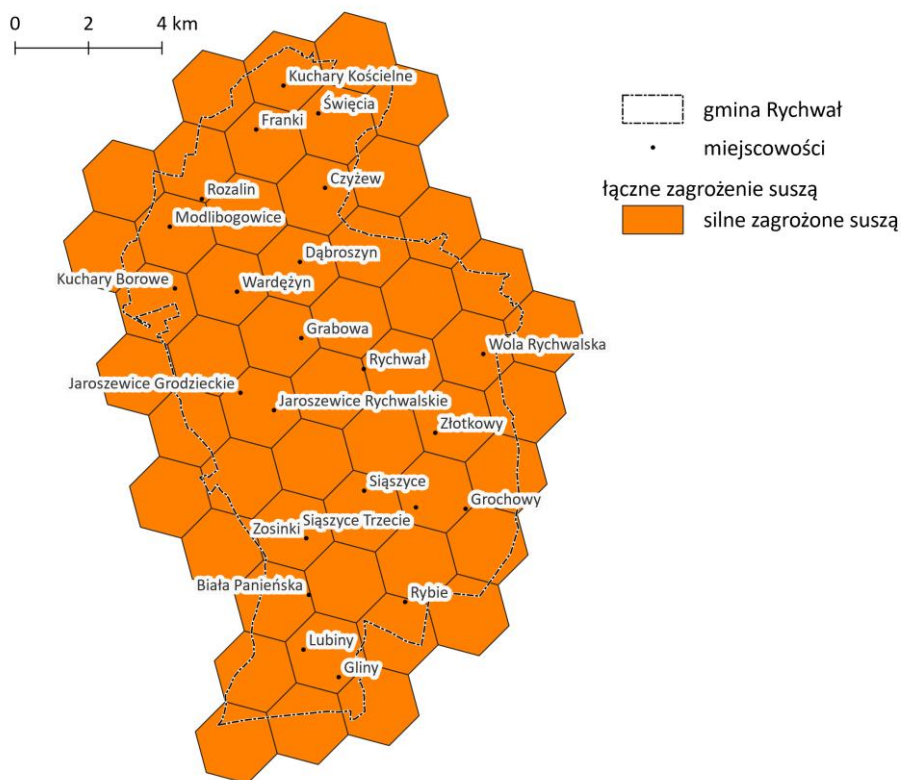 0 2 4 km
Kuchary Kościelne
Święcia
Franki
Czyżew
Rozalin
Modlibogowice
Dąbroszyn
Kuchary Borowe
Wardężyn
Grabowa
Rychwał
Wola Rychwalska
Jaroszewice Grodzieckie
Jaroszewice Rychwalskie
Złotkowy
Siąszyce
Siąszyce Trzecie
Grochowy
Zosinki
Biała Panieńska
Rybie
Lubiny
Gliny
gmina Rychwał
miejscowości
łączne zagrożenie suszą
silne zagrożone suszą